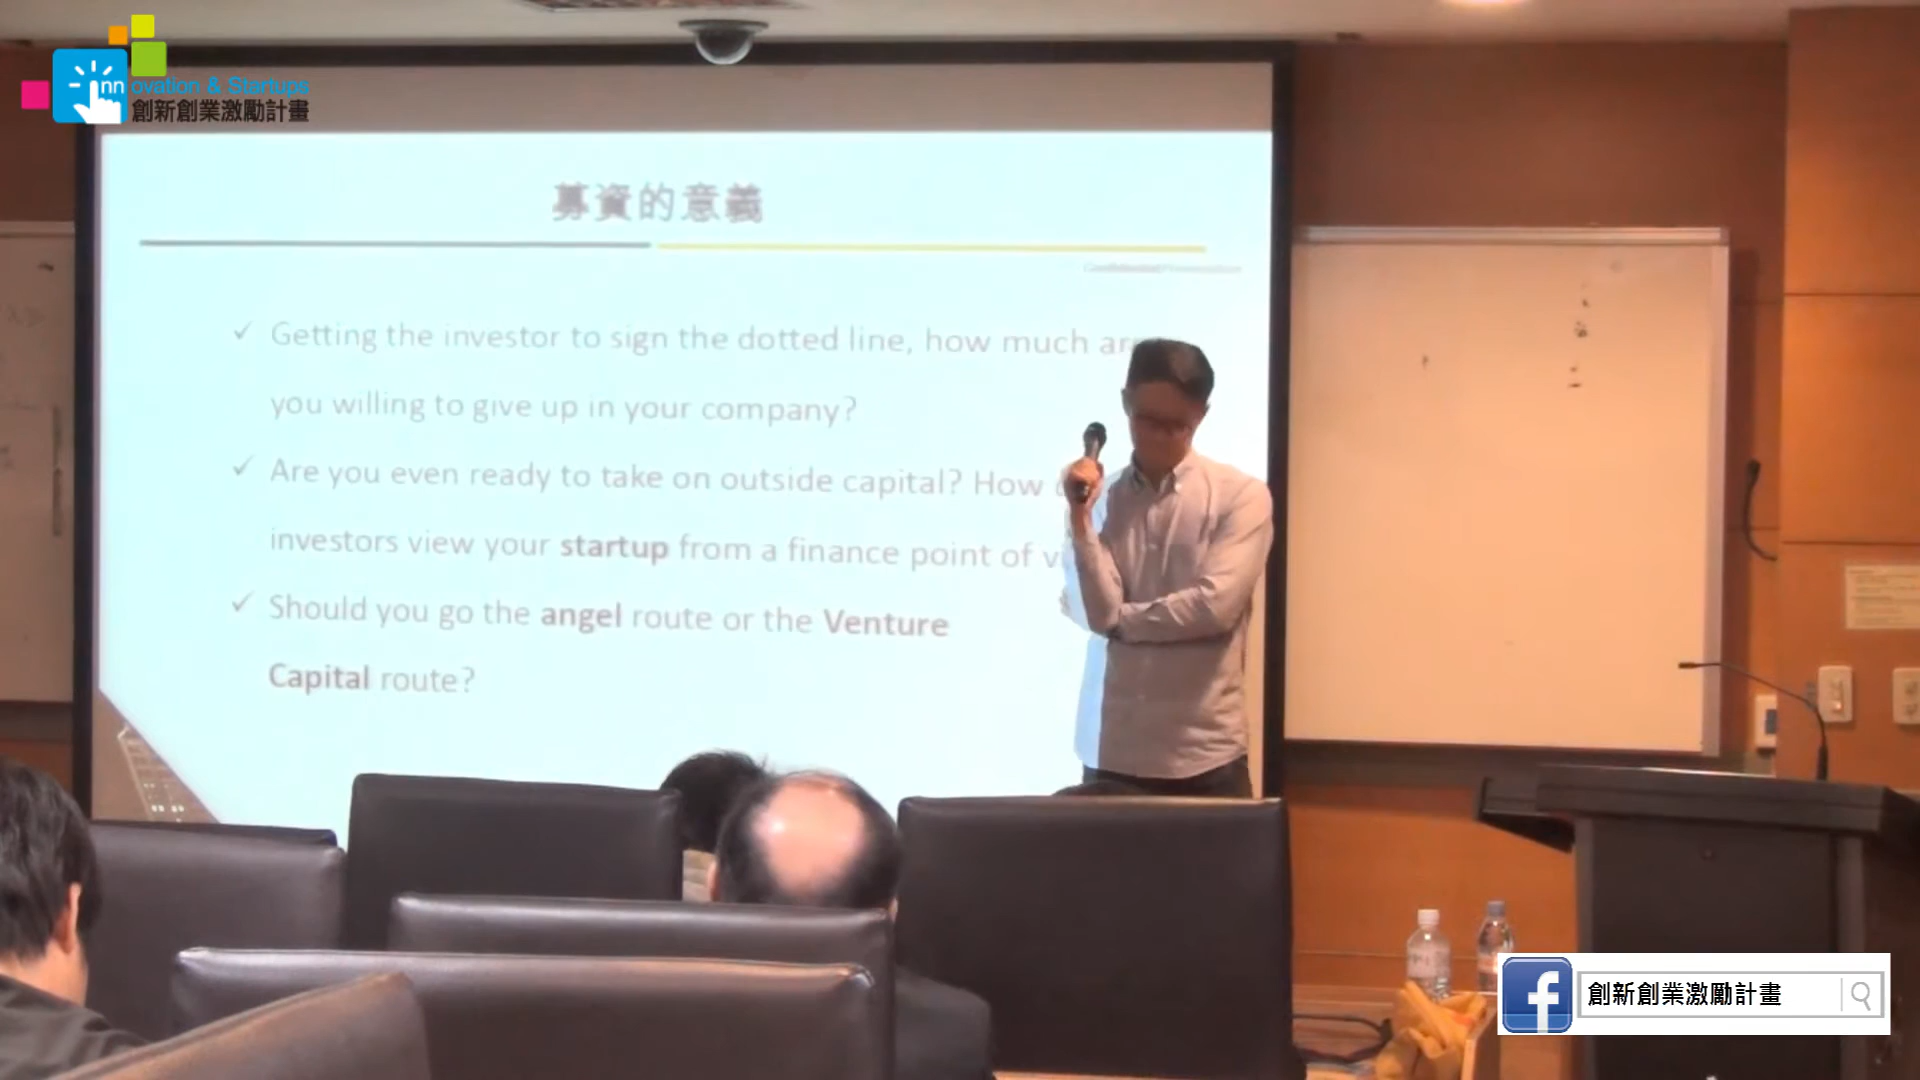 Innovation & Startups
創新創業激勵計畫
募資的意義
✓ Getting the investor to sign the dotted line, how much are
you willing to give up in your company?
✓ Are you even ready to take on outside capital? How
investors view your startup from a finance point of v
✓ Should you go the angel route or the Venture
Capital route?
創新創業激勵計畫